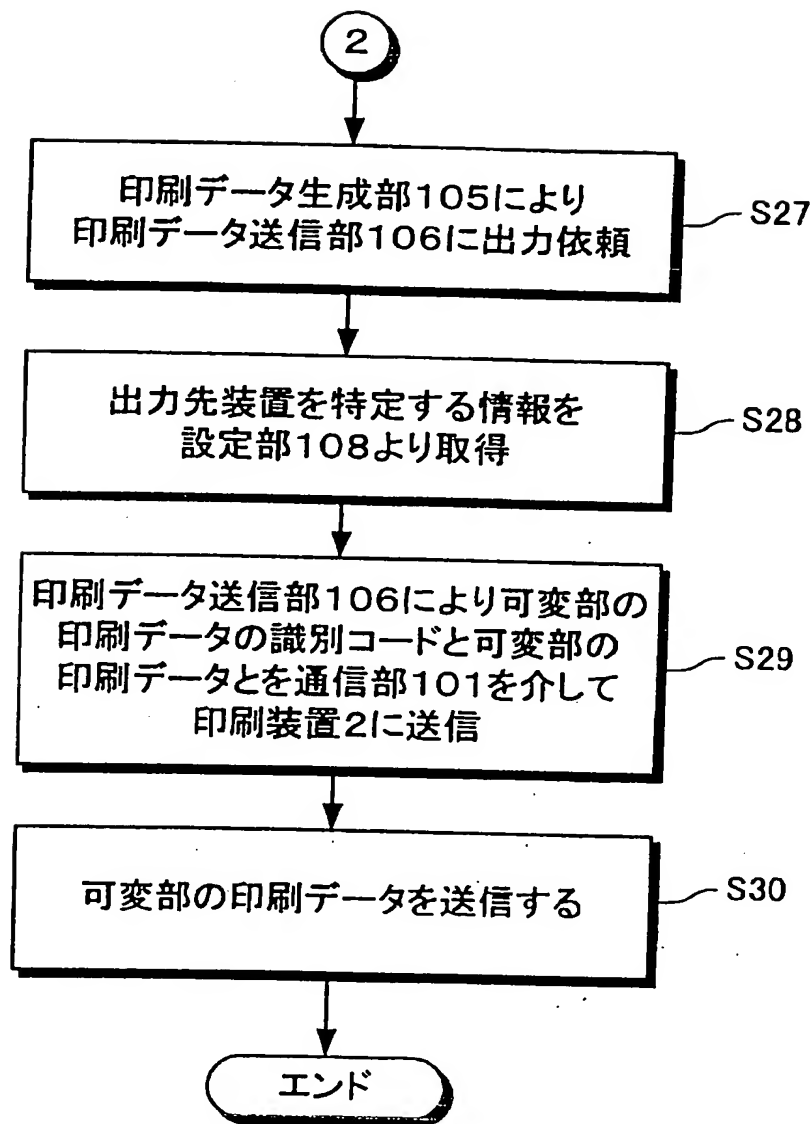 2
印刷データ生成部105により
印刷データ送信部106に出力依頼
S27
出力先装置を特定する情報を
設定部108より取得
S28
印刷データ送信部106により可変部の
印刷データの識別コードと可変部の
印刷データとを通信部101を介して
印刷装置2に送信
S29
可変部の印刷データを送信する
S30
エンド